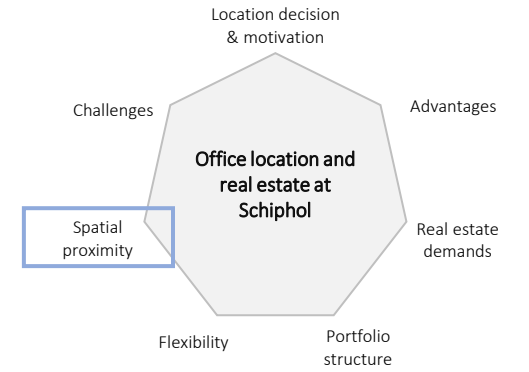 Location decision
& motivation
Challenges
Advantages
Office location and
real estate at
Schiphol
Spatial
proximity
Real estate
demands
Flexibility
Portfolio
structure